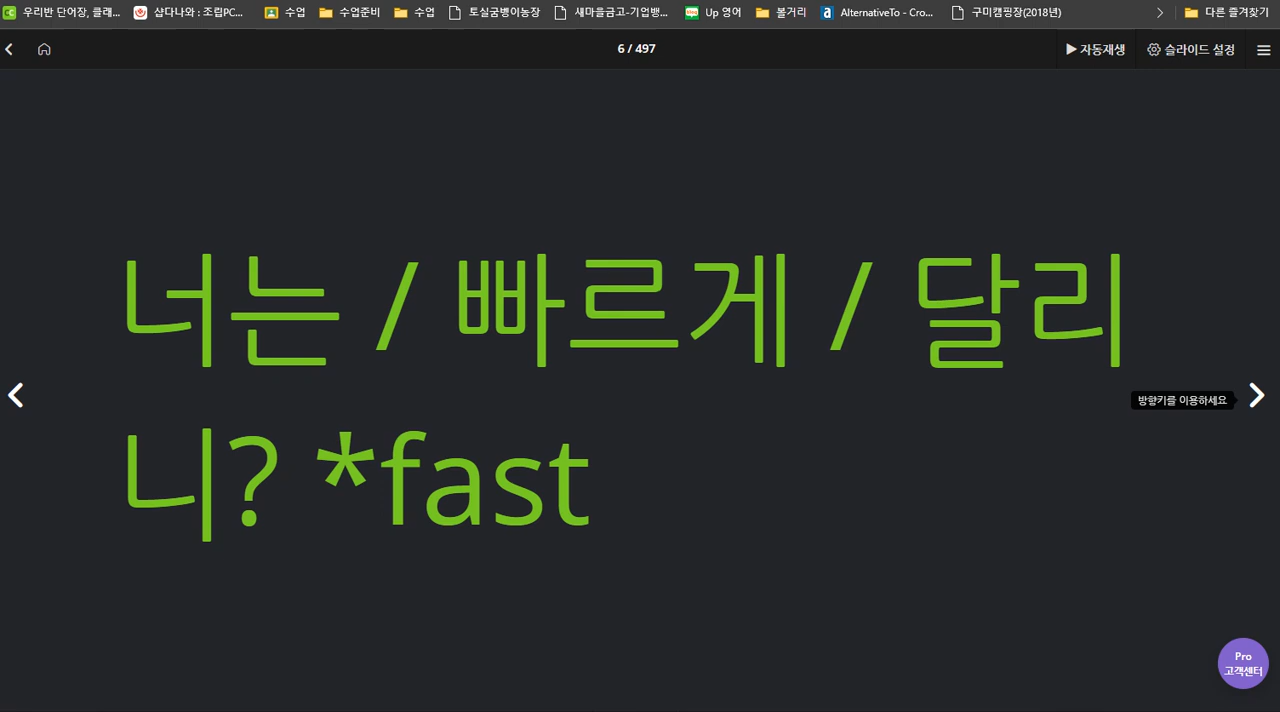 우리반 단어장, 클래... 샵다나와 : 조립PC... 수업 수업준비 수업 토실굼벵이농장 새마을금고-기업뱅... Up 영어 볼거리 AlternativeTo - Cro... 구미캠핑장(2018년) 다른 즐겨찾기
6 / 497 자동재생 슬라이드 설정
너는 / 빠르게 / 달리
니? *fast
방향키를 이용하세요
Pro
고객센터